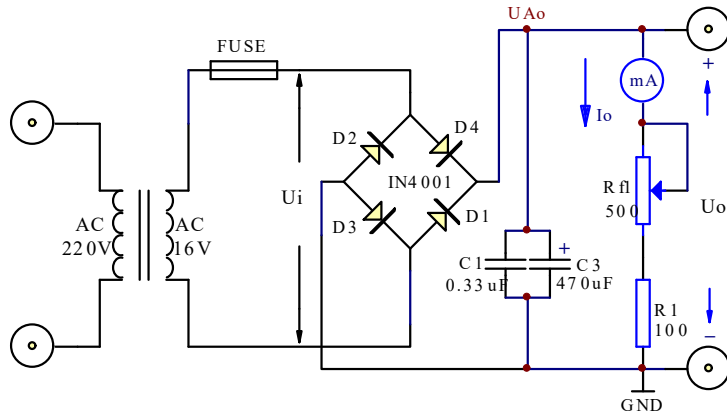 FUSE
UAo
+
mA
Io
D2
D4
IN4001
D3
D1
Ui
AC
220V
AC
16V
Rfl
500
Uo
C1
0.33uF
+
C3
470uF
R1
100
−
GND